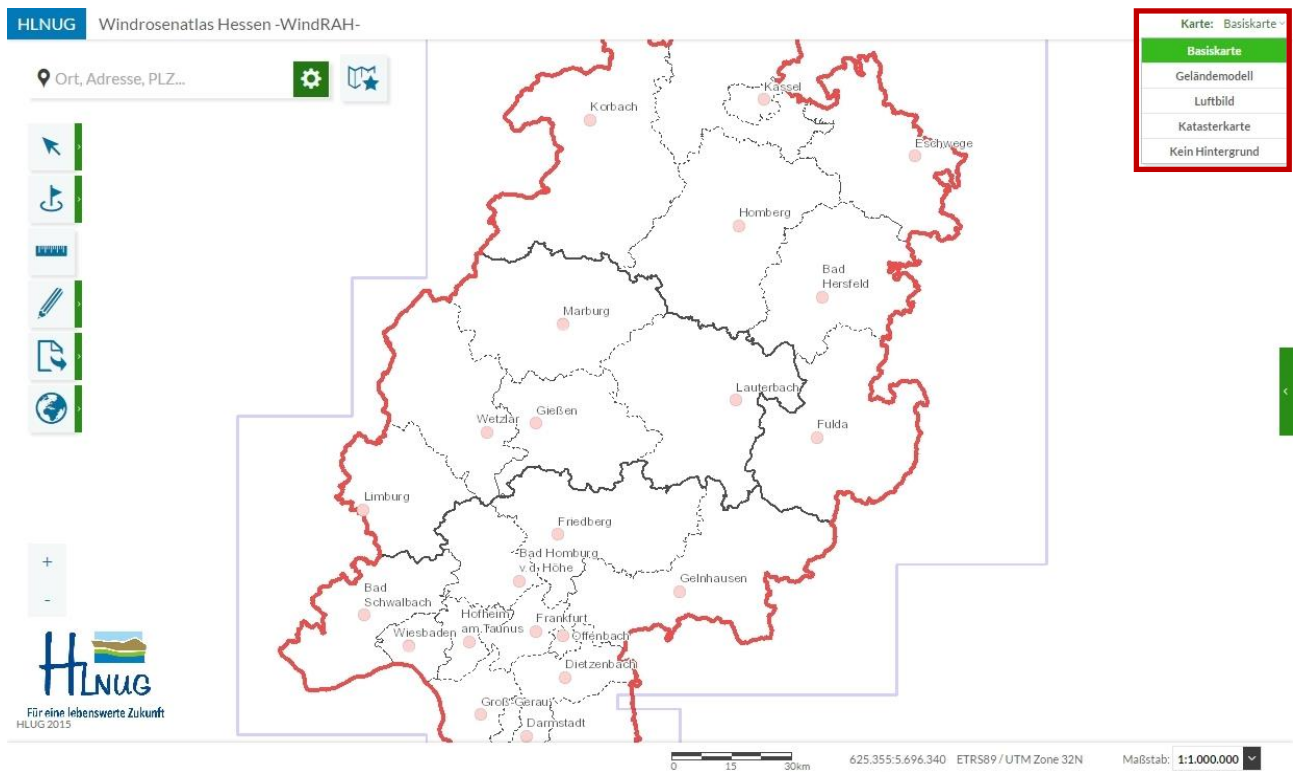 HLNUG
Windrosenatlas Hessen -WindRAH-
Karte: Basiskarte
Basiskarte
Geländemodell
Luftbild
Katasterkarte
Kein Hintergrund
Ort, Adresse, PLZ...
Kassel
Korbach
Eschwege
Homberg
Bad
Hersfeld
Marburg
Lauterbach
Gießen
Wetzlar
Fulda
Limburg
Friedberg
Bad Homburg
v.d. Höhe
Gelnhausen
Bad
Schwalbach
Hofheim
am Taunus
Frankfurt
Offenbach
Wiesbaden
Dietzenbach
Groß-Gerau
Darmstadt
+
-
HLNUG
Für eine lebenswerte Zukunft
HLUG 2015
0 15 30km
625.355:5.696.340 ETRS89 / UTM Zone 32N
Maßstab: 1:1.000.000